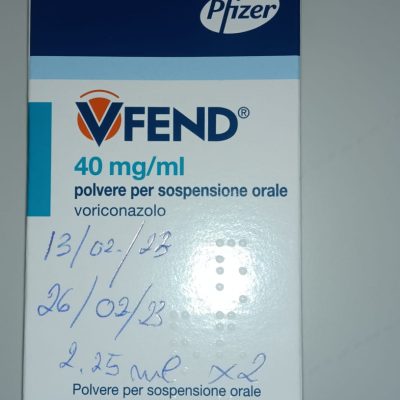 Pfizer
VFEND®
40 mg/ml
polvere per sospensione orale
voriconazolo
13/02/23
26/02/23
2.25 ml x2
Polvere per sospensione orale